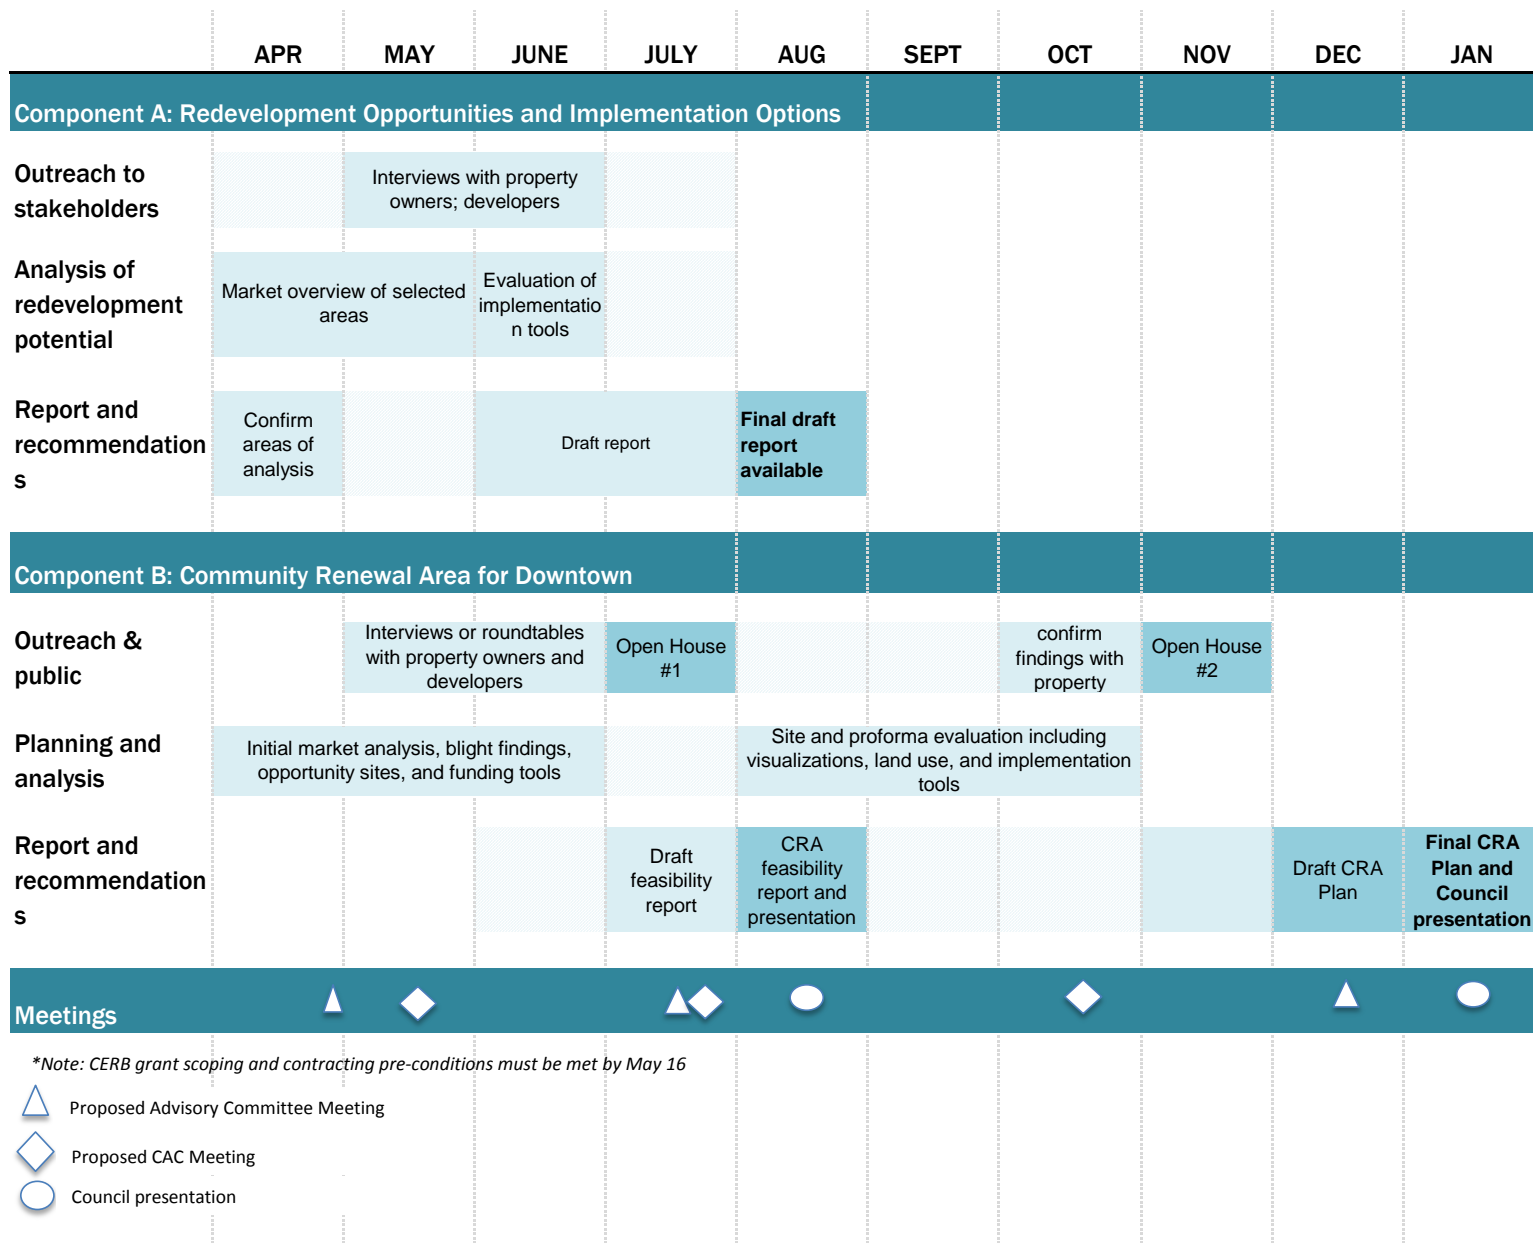 APR MAY JUNE JULY AUG SEPT OCT NOV DEC JAN
Component A: Redevelopment Opportunities and Implementation Options
Outreach to
stakeholders
Interviews with property
owners; developers
Analysis of
redevelopment
potential
Market overview of selected
areas
Evaluation of
implementatio
n tools
Report and
recommendation
s
Confirm
areas of
analysis
Draft report
Final draft
report
available
Component B: Community Renewal Area for Downtown
Outreach &
public
Interviews or roundtables
with property owners and
developers
Open House
#1
confirm
findings with
property
Open House
#2
Planning and
analysis
Initial market analysis, blight findings,
opportunity sites, and funding tools
Site and proforma evaluation including
visualizations, land use, and implementation
tools
Report and
recommendation
s
Draft
feasibility
report
CRA
feasibility
report and
presentation
Draft CRA
Plan
Final CRA
Plan and
Council
presentation
Meetings
*Note: CERB grant scoping and contracting pre-conditions must be met by May 16
Proposed Advisory Committee Meeting
Proposed CAC Meeting
Council presentation